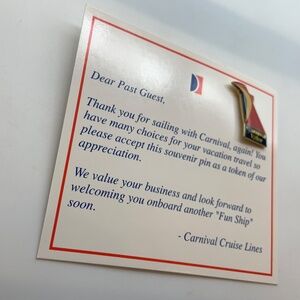 Dear Past Guest,
Thank you for sailing with Carnival, again! You
have many choices for your vacation travel so
please accept this souvenir pin as a token of our
appreciation.
We value your business and look forward to
welcoming you onboard another "Fun Ship"
soon.
- Carnival Cruise Lines